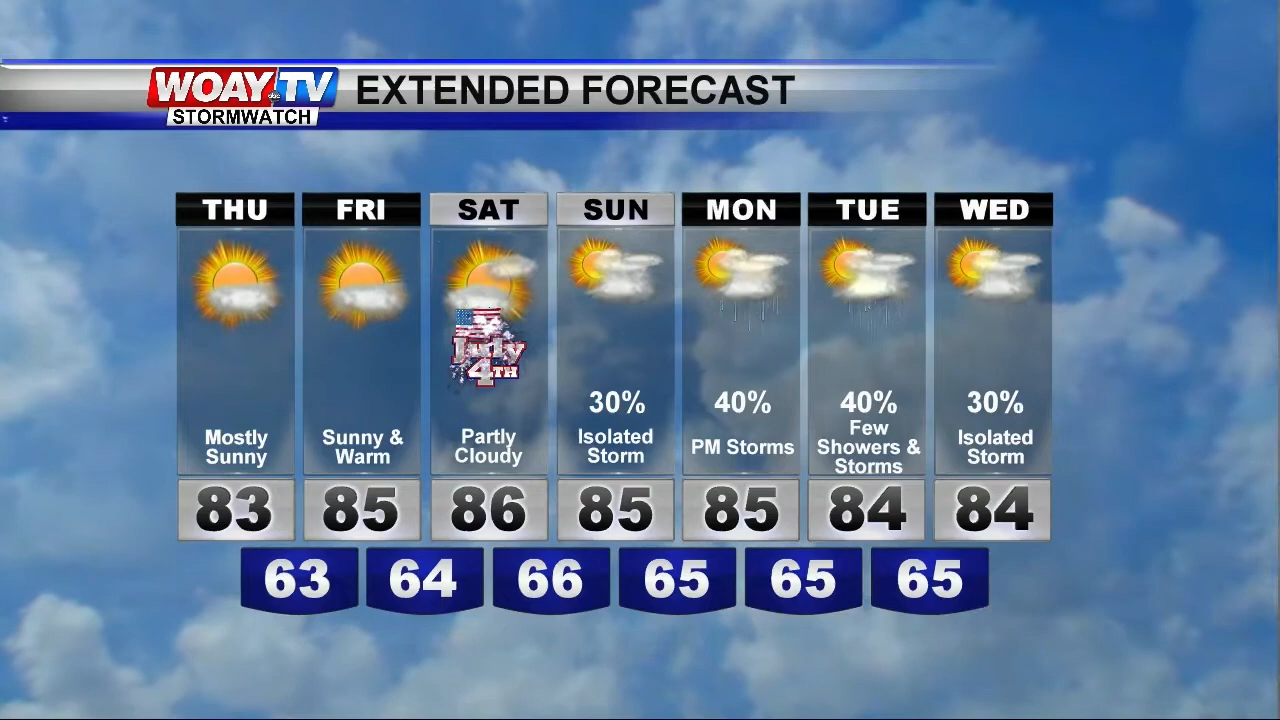 WOAY TV
EXTENDED FORECAST
STORMWATCH
THU FRI SAT SUN MON TUE WED
July
4TH
30% 40% 40% 30%
Mostly
Sunny
Sunny &
Warm
Partly
Cloudy
Isolated
Storm
PM Storms
Few
Showers &
Storms
Isolated
Storm
83 85 86 85 85 84 84
63 64 66 65 65 65